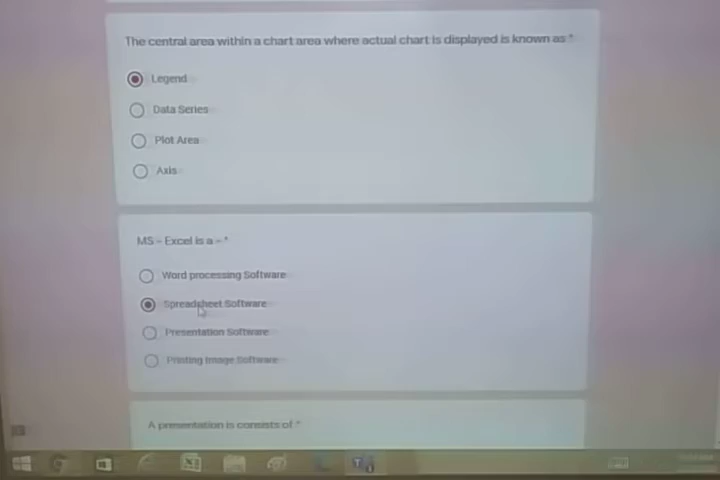 The central area within a chart area where actual chart is displayed is known as *
Legend
Data Series
Plot Area
Axis
MS - Excel is a - *
Word processing Software
Spreadsheet Software
Presentation Software
Printing Image Software
A presentation is consists of *